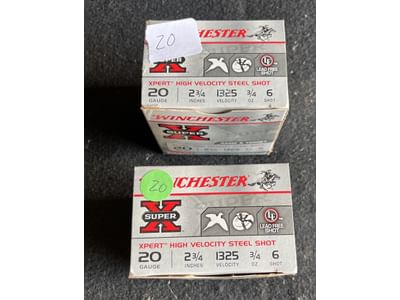 20
WINCHESTER
SUPER
X
LEAD FREE
SHOT
XPERT HIGH VELOCITY STEEL SHOT
20 2 3/4 1325 3/4 6
GAUGE INCHES VELOCITY OZ SHOT
WINCHESTER
X
20
20
WINCHESTER
SUPER
X
SUPER
LF
LEAD FREE
SHOT
XPERT HIGH VELOCITY STEEL SHOT
20 2 3/4 1325 3/4 6
GAUGE INCHES VELOCITY OZ SHOT